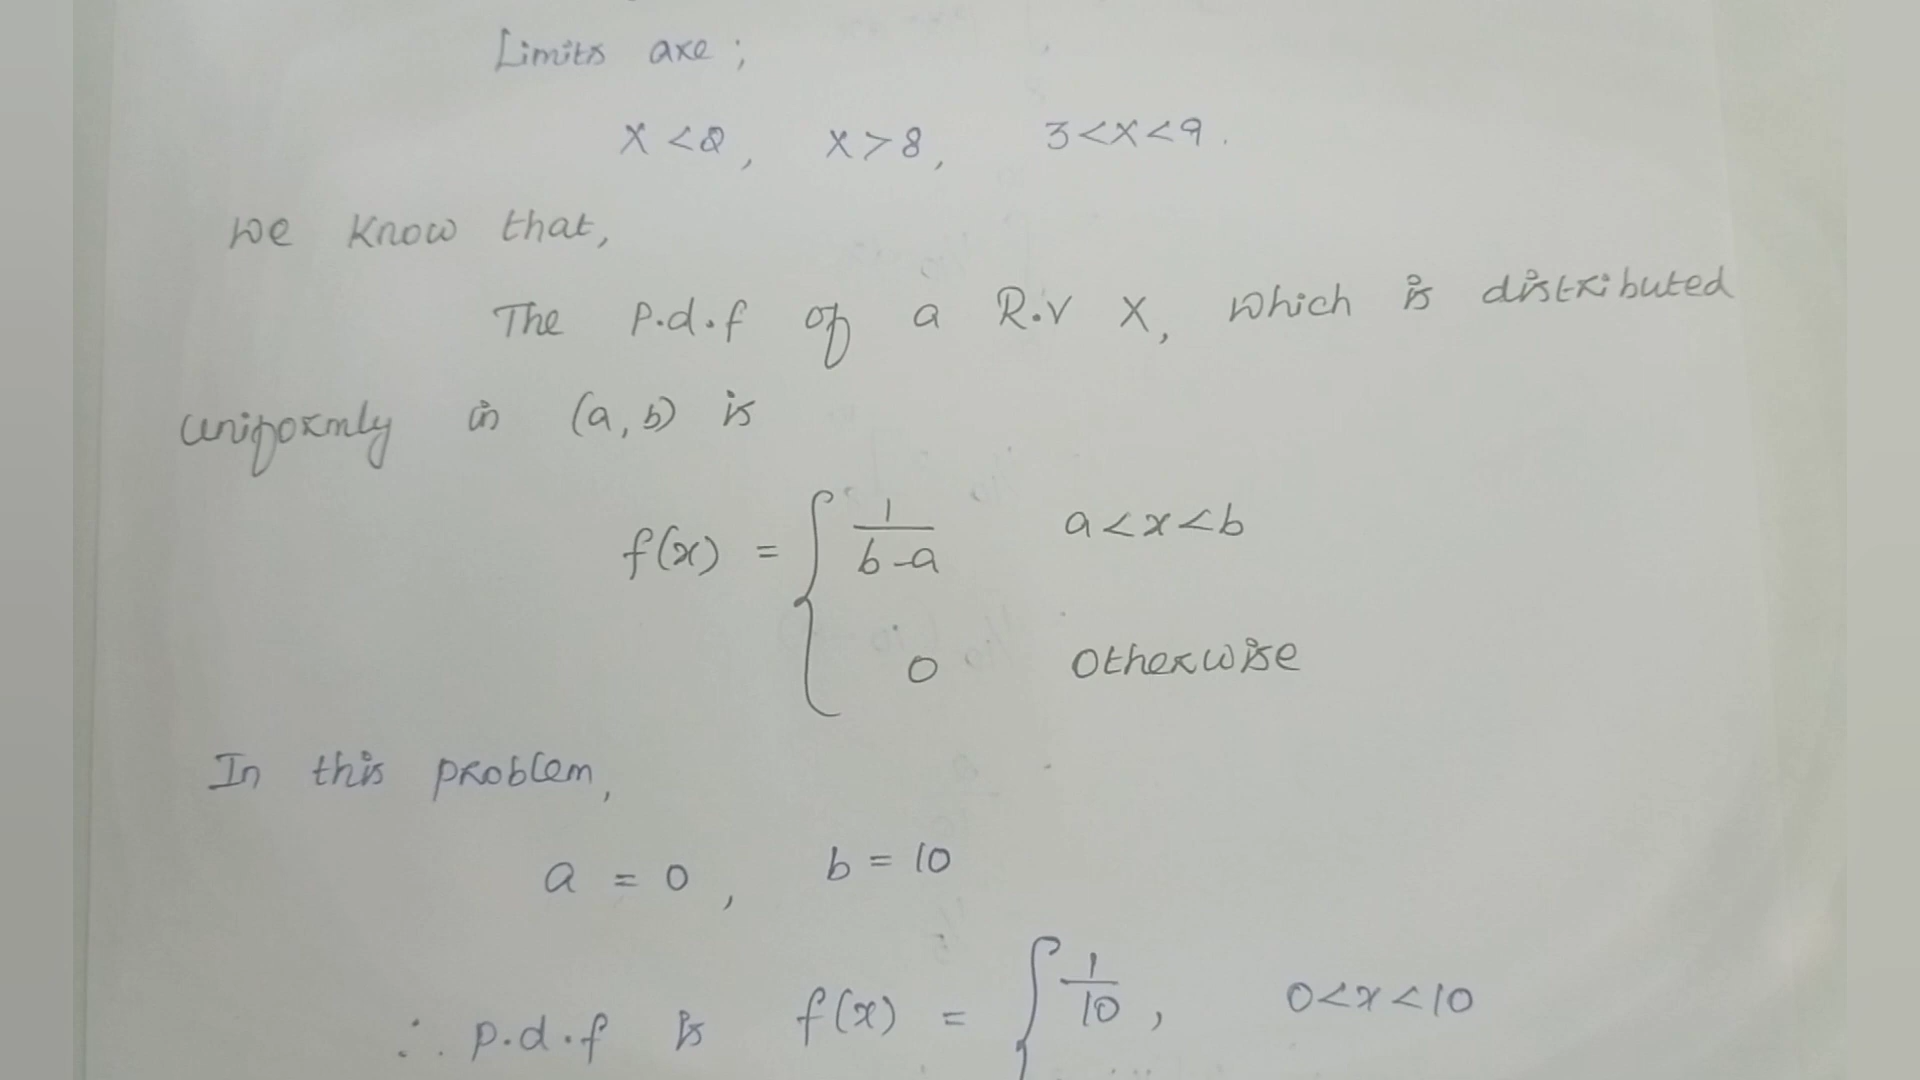 Limits are ;
X < 2, X > 8, 3 < X < 9.
We know that,
The p.d.f of a R.V X, which is distributed
uniformly in (a, b) is
f(x) = { 1/(b-a) a < x < b
0 otherwise
In this problem,
a = 0, b = 10
∴ p.d.f is f(x) = { 1/10, 0 < x < 10